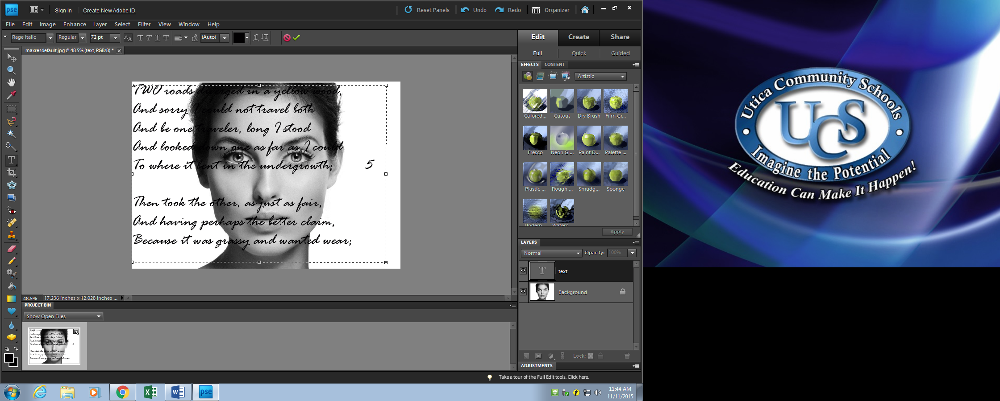 pse
Sign In
Create New Adobe ID
Reset Panels
Undo
Redo
Organizer
File Edit Image Enhance Layer Select Filter View Window Help
Rage Italic
Regular
72 pt
(Auto)
Edit
Create
Share
maxresdefault.jpg @ 48.5% (text, RGB/8) *
Full
Quick
Guided
EFFECTS
CONTENT
Artistic
Colored...
Cutout
Dry Brush
Film Gr...
Fresco
Neon Gl...
Paint D...
Palette ...
Plastic ...
Rough ...
Smudg...
Sponge
Undern
Waterc
Apply
TWO roads diverged in a yellow wood,
And sorry I could not travel both
And be one traveler, long I stood
And looked down one as far as I could
To where it bent in the undergrowth; 5
Then took the other, as just as fair,
And having perhaps the better claim,
Because it was grassy and wanted wear;
LAYERS
Normal
Opacity: 100%
text
Background
Lock:
ADJUSTMENTS
48.5%
17.236 inches x 12.028 inches ...
PROJECT BIN
Show Open Files
Take a tour of the Full Edit tools. Click here.
pse
11:44 AM
11/11/2015
Utica Community Schools
UCS
Imagine the Potential
Education Can Make It Happen!